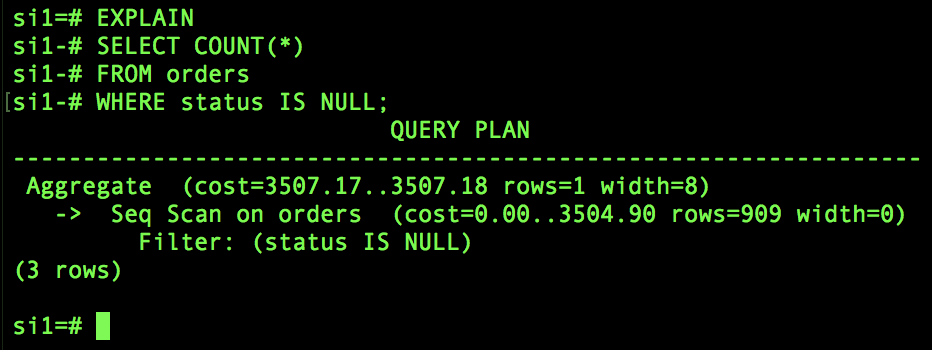 si1=# EXPLAIN
si1-# SELECT COUNT(*)
si1-# FROM orders
[si1-# WHERE status IS NULL;
QUERY PLAN
-----------------------------------------------------------------
Aggregate  (cost=3507.17..3507.18 rows=1 width=8)
  ->  Seq Scan on orders  (cost=0.00..3504.90 rows=909 width=0)
        Filter: (status IS NULL)
(3 rows)
si1=#